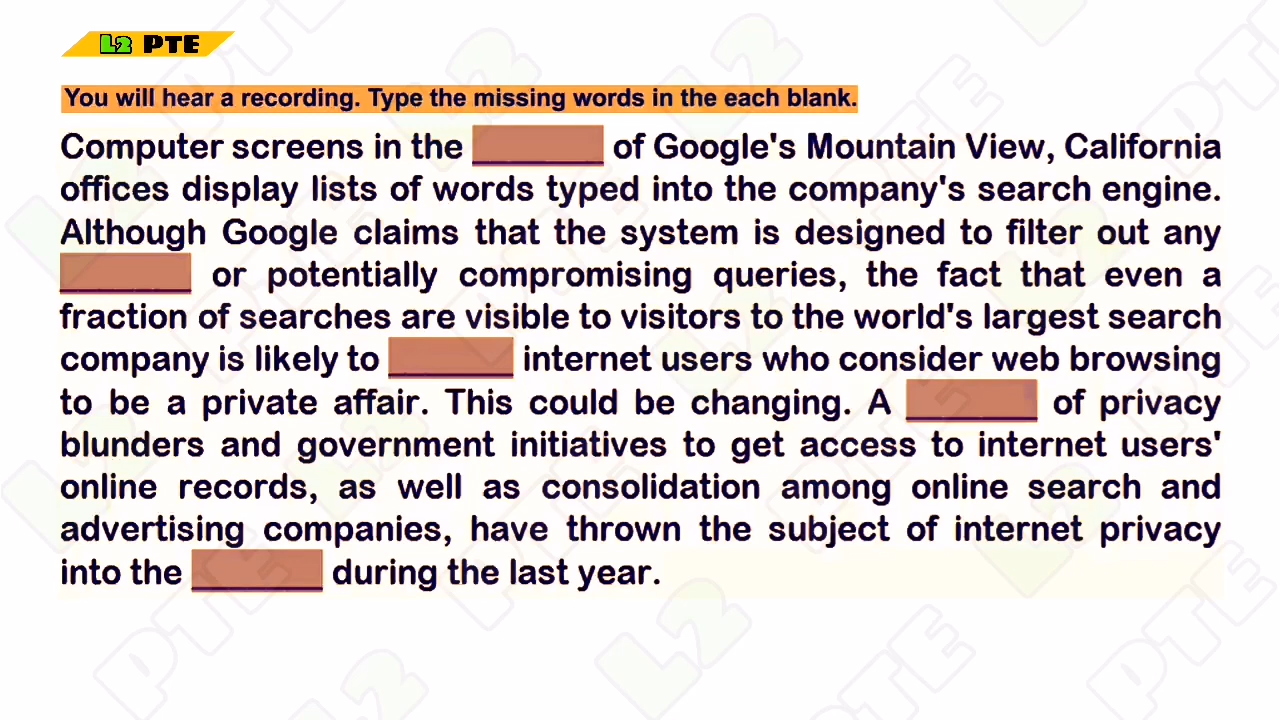 L2 PTE
You will hear a recording. Type the missing words in the each blank.
Computer screens in the ________ of Google's Mountain View, California
offices display lists of words typed into the company's search engine.
Although Google claims that the system is designed to filter out any
________ or potentially compromising queries, the fact that even a
fraction of searches are visible to visitors to the world's largest search
company is likely to ________ internet users who consider web browsing
to be a private affair. This could be changing. A ________ of privacy
blunders and government initiatives to get access to internet users'
online records, as well as consolidation among online search and
advertising companies, have thrown the subject of internet privacy
into the ________ during the last year.